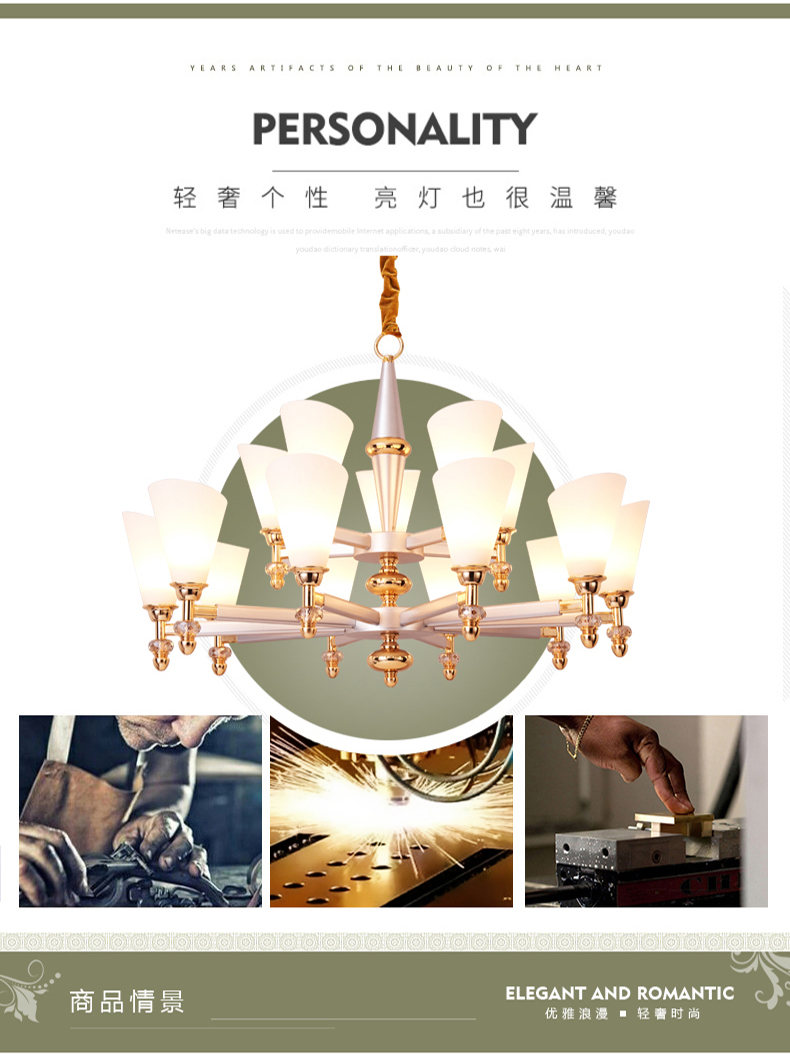 YEARS ARTIFACTS OF THE BEAUTY OF THE HEART
PERSONALITY
轻奢个性 亮灯也很温馨
Netease's big data technology is used to providemobile Internet applications, a subsidiary of the past eight years, has introduced, youdao
youdao dictionary translationofficer, youdao cloud notes, wai
商品情景
ELEGANT AND ROMANTIC
优雅浪漫 ■ 轻奢时尚